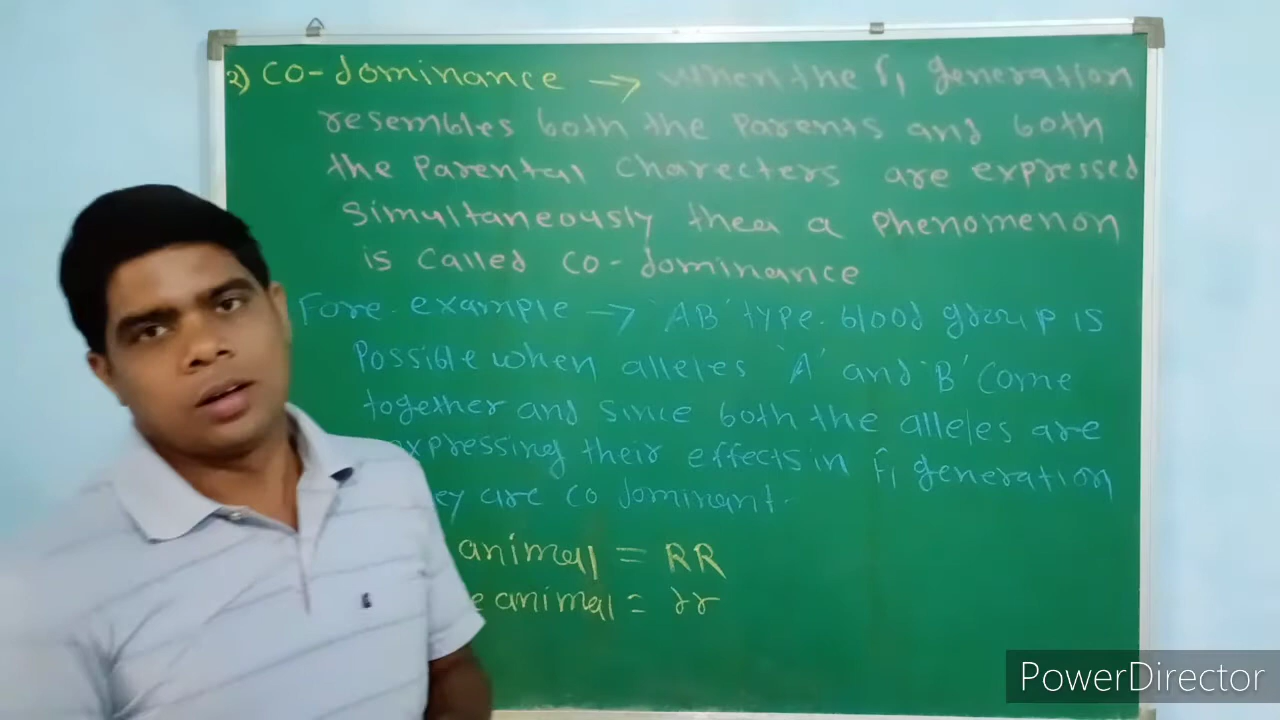 2) Co-dominance → When the F1 generation
resembles both the Parents and both
the Parental Charecters are expressed
Simultaneously then a Phenomenon
is Called Co-dominance
Fore example → 'AB' type blood group is
Possible when alleles 'A' and 'B' Come
together and since both the alleles are
expressing their effects in F1 generation
ey are co dominant.
animal = RR
e animal = rr
PowerDirector